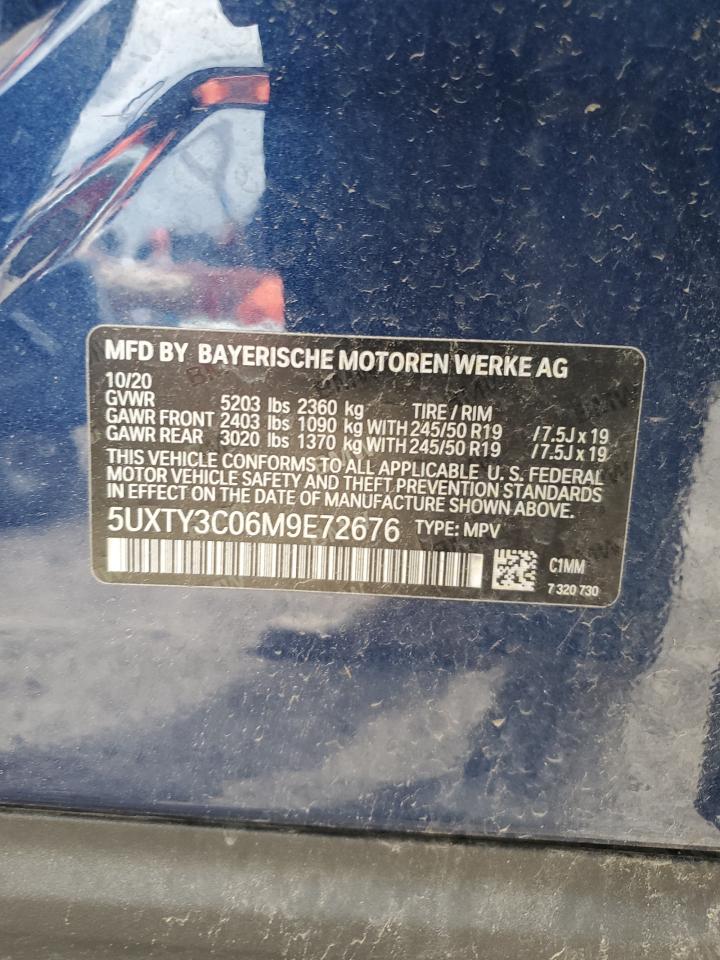 MFD BY BAYERISCHE MOTOREN WERKE AG
10/20
GVWR 5203 lbs 2360 kg TIRE / RIM
GAWR FRONT 2403 lbs 1090 kg WITH 245/50 R19 / 7.5J x 19
GAWR REAR 3020 lbs 1370 kg WITH 245/50 R19 / 7.5J x 19
THIS VEHICLE CONFORMS TO ALL APPLICABLE U. S. FEDERAL
MOTOR VEHICLE SAFETY AND THEFT PREVENTION STANDARDS
IN EFFECT ON THE DATE OF MANUFACTURE SHOWN ABOVE.
5UXTY3C06M9E72676 TYPE: MPV
C1MM
7 320 730